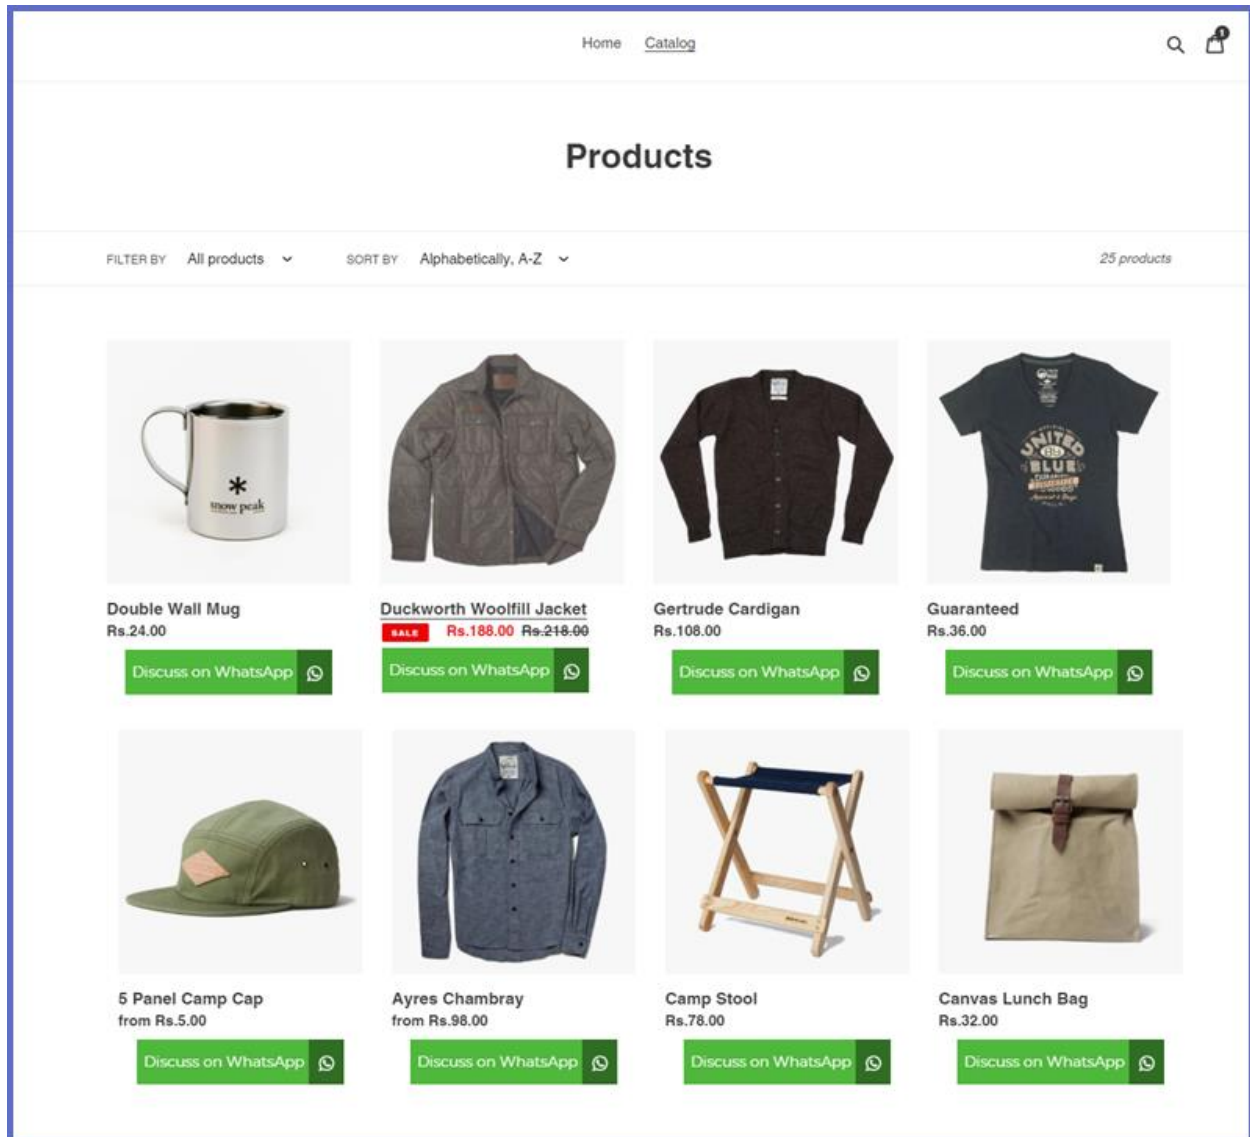 Home Catalog
1
Products
FILTER BY All products SORT BY Alphabetically, A-Z 25 products
snow peak
UNITED
BLUE
Double Wall Mug
Rs.24.00
Discuss on WhatsApp
Duckworth Woolfill Jacket
SALE Rs.188.00 Rs.218.00
Discuss on WhatsApp
Gertrude Cardigan
Rs.108.00
Discuss on WhatsApp
Guaranteed
Rs.36.00
Discuss on WhatsApp
5 Panel Camp Cap
from Rs.5.00
Discuss on WhatsApp
Ayres Chambray
from Rs.98.00
Discuss on WhatsApp
Camp Stool
Rs.78.00
Discuss on WhatsApp
Canvas Lunch Bag
Rs.32.00
Discuss on WhatsApp